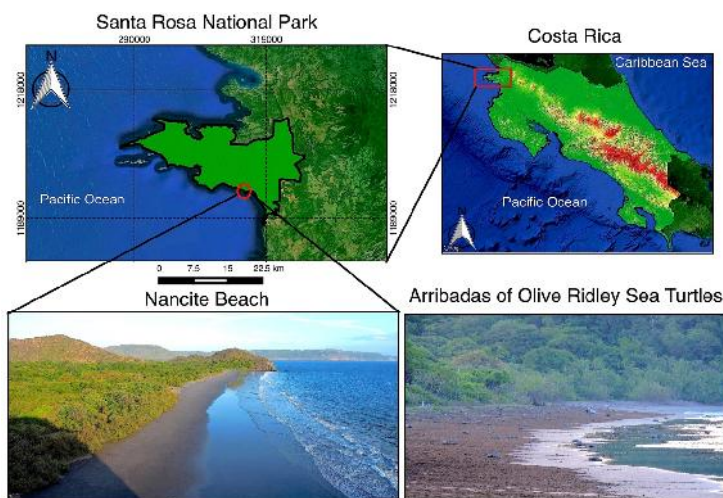 Santa Rosa National Park
290000
315000
1218000
1218000
Pacific Ocean
1189000
1189000
0 7.5 15 22.5 km
Costa Rica
Caribbean Sea
Pacific Ocean
Nancite Beach
Arribadas of Olive Ridley Sea Turtles